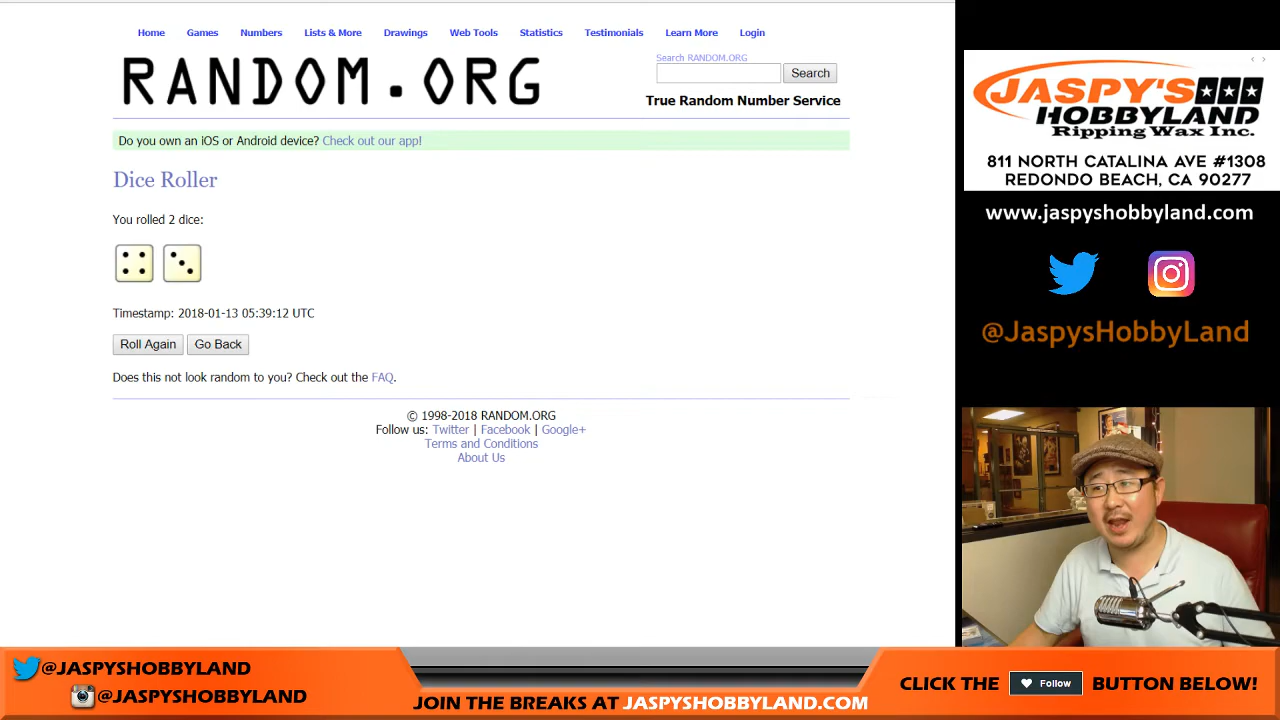 Home Games Numbers Lists & More Drawings Web Tools Statistics Testimonials Learn More Login
RANDOM.ORG
Search RANDOM.ORG
Search
True Random Number Service
Do you own an iOS or Android device? Check out our app!
Dice Roller
You rolled 2 dice:
Timestamp: 2018-01-13 05:39:12 UTC
Roll Again Go Back
Does this not look random to you? Check out the FAQ.
© 1998-2018 RANDOM.ORG
Follow us: Twitter | Facebook | Google+
Terms and Conditions
About Us
JASPY'S
HOBBYLAND
Ripping Wax Inc.
811 NORTH CATALINA AVE #1308
REDONDO BEACH, CA 90277
www.jaspyshobbyland.com
@JaspysHobbyLand
@JASPYSHOBBYLAND
@JASPYSHOBBYLAND
JOIN THE BREAKS AT JASPYSHOBBYLAND.COM
CLICK THE Follow BUTTON BELOW!